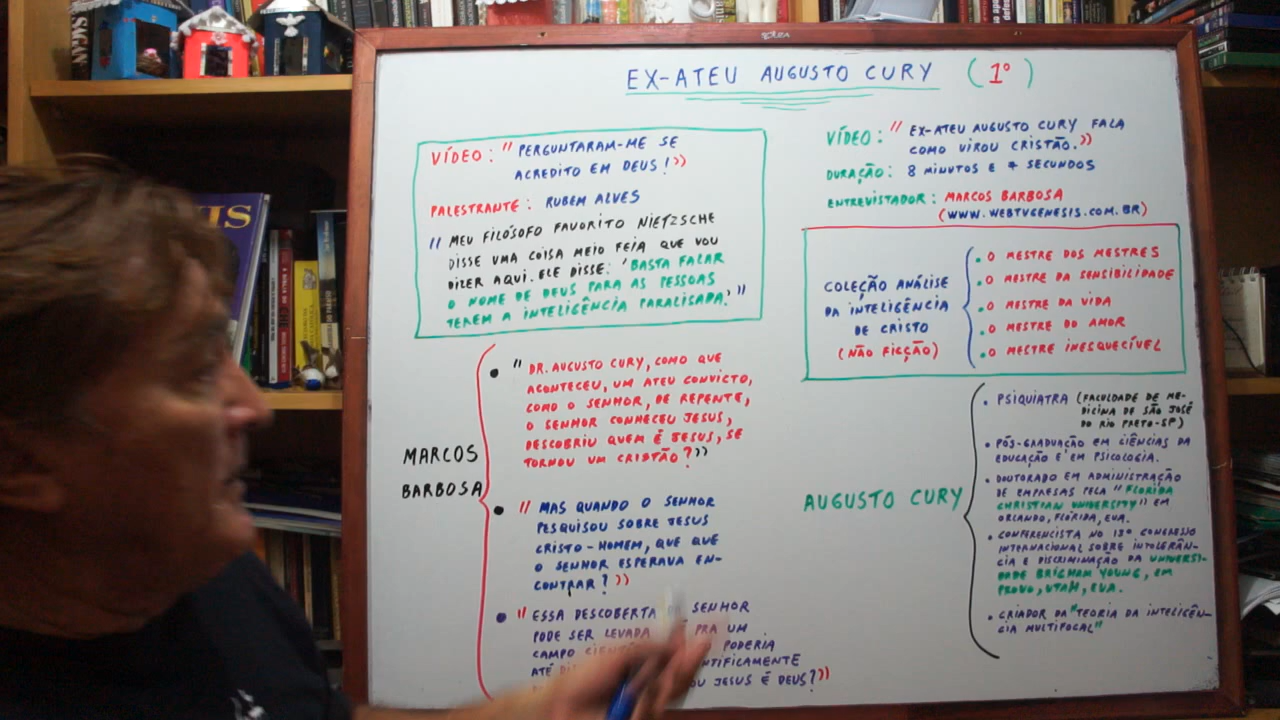 EX-ATEU AUGUSTO CURY (1º)
VÍDEO: "PERGUNTARAM-ME SE
ACREDITO EM DEUS!"
PALESTRANTE: RUBEM ALVES
"MEU FILÓSOFO FAVORITO NIETZSCHE
DISSE UMA COISA MEIO FEIA QUE VOU
DIZER AQUI. ELE DISSE: 'BASTA FALAR
O NOME DE DEUS PARA AS PESSOAS
TEREM A INTELIGÊNCIA PARALISADA.'"
MARCOS
BARBOSA
• "DR. AUGUSTO CURY, COMO QUE
ACONTECEU, UM ATEU CONVICTO,
COMO O SENHOR, DE REPENTE,
O SENHOR CONHECEU JESUS,
DESCOBRIU QUEM É JESUS, SE
TORNOU UM CRISTÃO?"
• "MAS QUANDO O SENHOR
PESQUISOU SOBRE JESUS
CRISTO-HOMEM, QUE QUE
O SENHOR ESPERAVA EN-
CONTRAR?"
• "ESSA DESCOBERTA SENHOR
PODE SER LEVADA PRA UM
CAMPO PODERIA
ATÉ
OU JESUS É DEUS?"
VÍDEO: "EX-ATEU AUGUSTO CURY FALA
COMO VIROU CRISTÃO."
DURAÇÃO: 8 MINUTOS E 7 SEGUNDOS
ENTREVISTADOR: MARCOS BARBOSA
(WWW.WEBTVGENESIS.COM.BR)
COLEÇÃO ANÁLISE
DA INTELIGÊNCIA
DE CRISTO
(NÃO FICÇÃO)
• O MESTRE DOS MESTRES
• O MESTRE DA SENSIBILIDADE
• O MESTRE DA VIDA
• O MESTRE DO AMOR
• O MESTRE INESQUECÍVEL
AUGUSTO CURY
• PSIQUIATRA (FACULDADE DE ME-
DICINA DE SÃO JOSÉ
DO RIO PRETO-SP)
• PÓS-GRADUAÇÃO EM CIÊNCIAS DA
EDUCAÇÃO E EM PSICOLOGIA.
• DOUTORADO EM ADMINISTRAÇÃO
DE EMPRESAS PELA "FLORIDA
CHRISTIAN UNIVERSITY" EM
ORLANDO, FLÓRIDA, EUA.
• CONFERENCISTA NO 13º CONGRESSO
INTERNACIONAL SOBRE INTOLERÂN-
CIA E DISCRIMINAÇÃO DA UNIVERSI-
DADE BRIGHAM YOUNG, EM
PROVO, UTAH, EUA.
• CRIADOR DA "TEORIA DA INTELIGÊN-
CIA MULTIFOCAL"